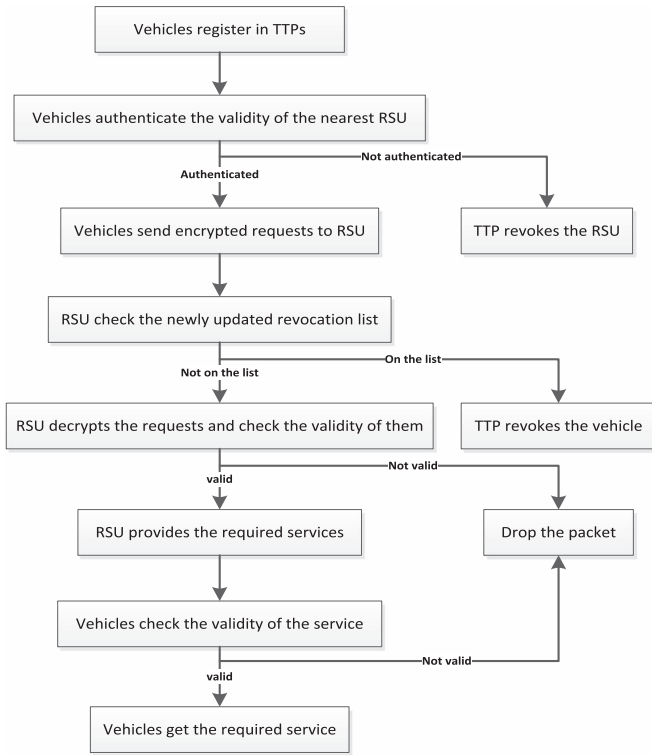 Vehicles register in TTPs
Vehicles authenticate the validity of the nearest RSU
Not authenticated
Authenticated
Vehicles send encrypted requests to RSU
TTP revokes the RSU
RSU check the newly updated revocation list
On the list
Not on the list
RSU decrypts the requests and check the validity of them
TTP revokes the vehicle
Not valid
valid
RSU provides the required services
Drop the packet
Vehicles check the validity of the service
Not valid
valid
Vehicles get the required service